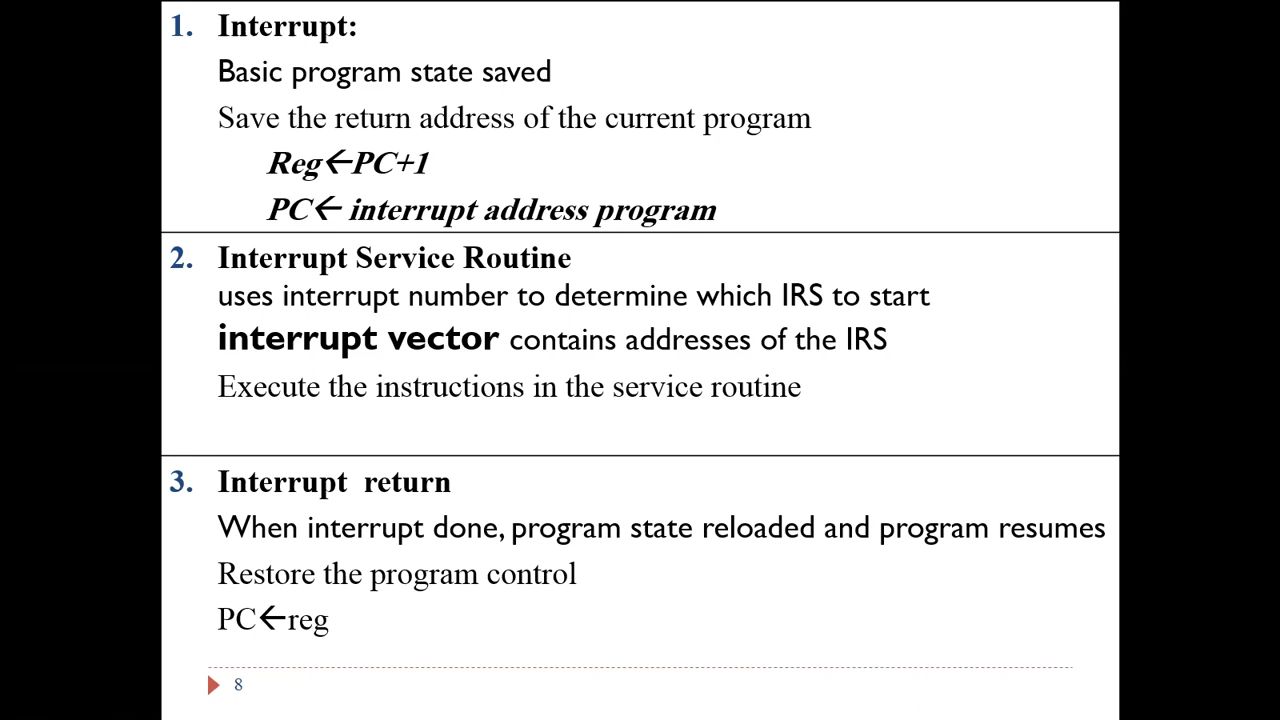 1. Interrupt:
Basic program state saved
Save the return address of the current program
Reg←PC+1
PC← interrupt address program
2. Interrupt Service Routine
uses interrupt number to determine which IRS to start
interrupt vector contains addresses of the IRS
Execute the instructions in the service routine
3. Interrupt return
When interrupt done, program state reloaded and program resumes
Restore the program control
PC←reg
8